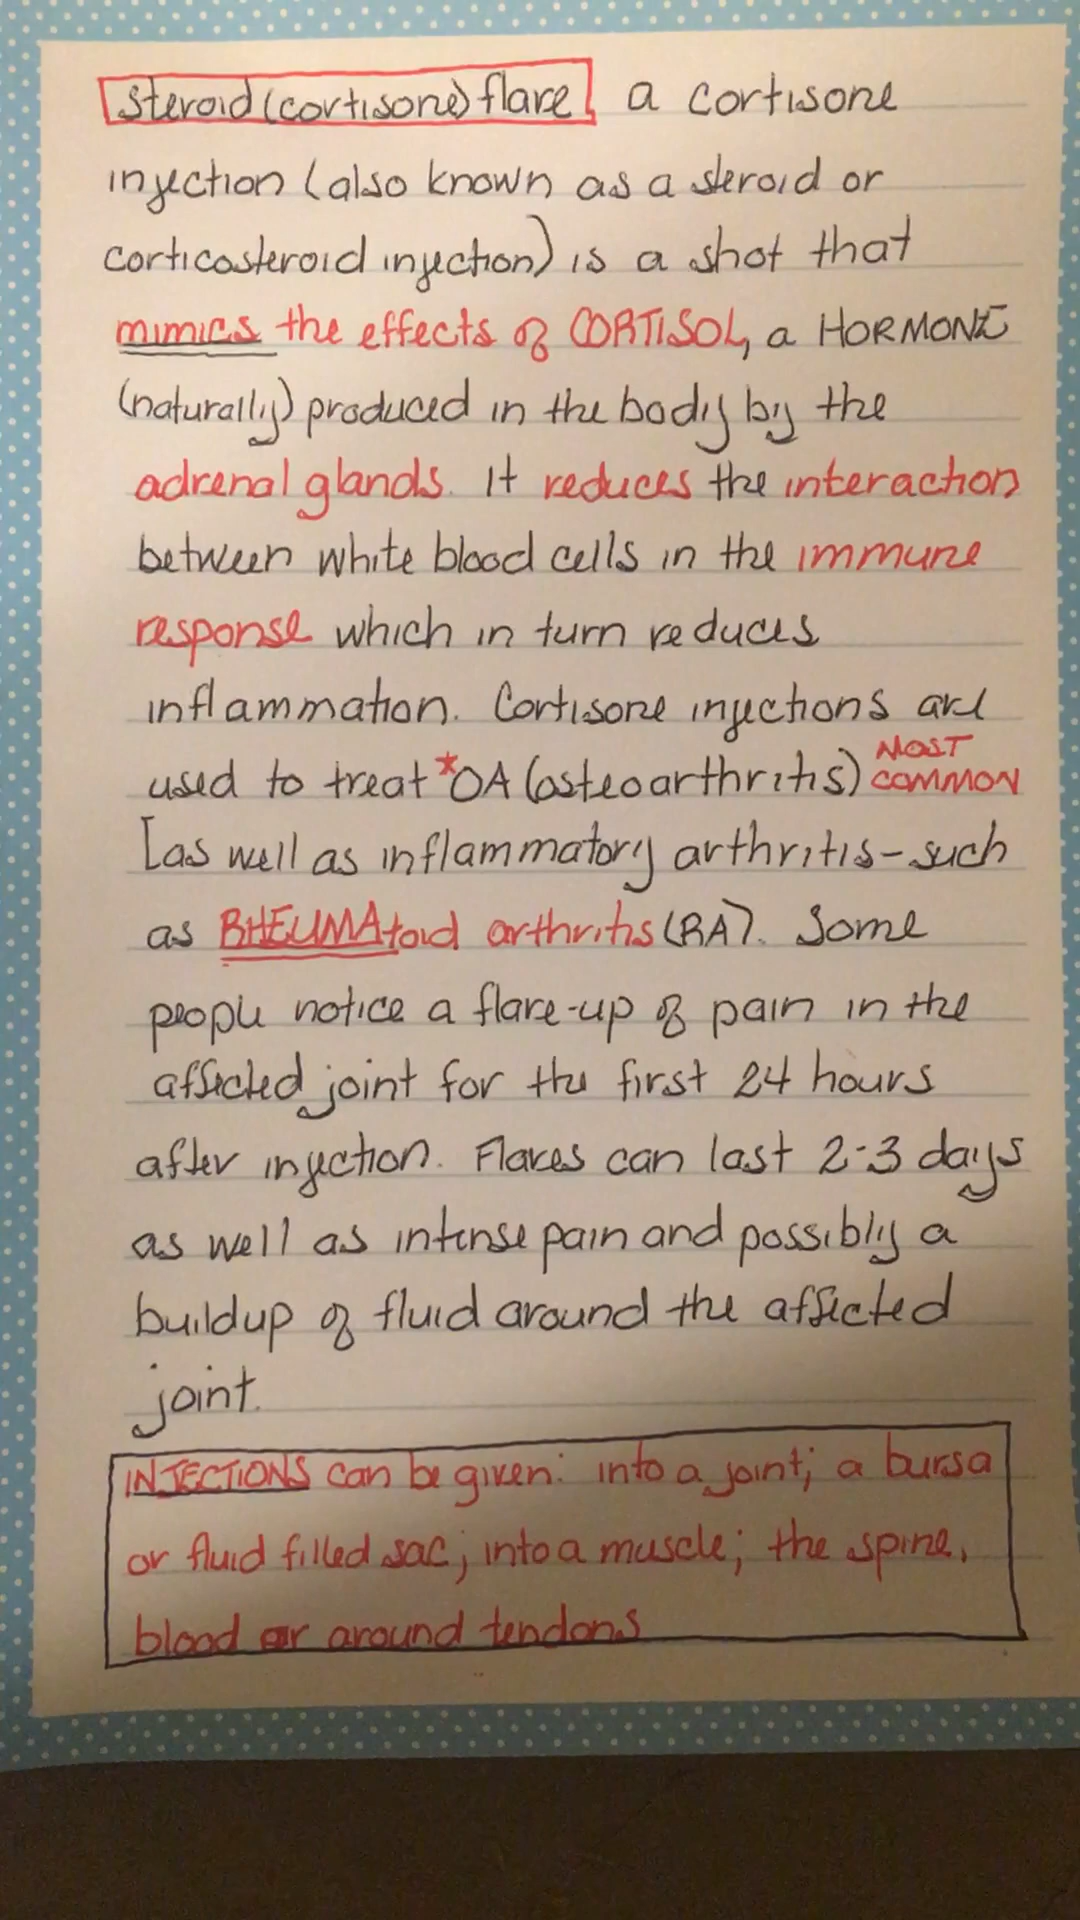 steroid (cortisone) flare, a cortisone
injection (also known as a steroid or
corticosteroid injection) is a shot that
mimics the effects of CORTISOL, a HORMONE
(naturally) produced in the body by the
adrenal glands. It reduces the interaction
between white blood cells in the immune
response which in turn reduces
inflammation. Cortisone injections are
used to treat *OA (osteoarthritis) MOST COMMON
[as well as inflammatory arthritis - such
as RHEUMAtoid arthritis (RA). Some
people notice a flare-up of pain in the
affected joint for the first 24 hours
after injection. Flares can last 2-3 days
as well as intense pain and possibly a
buildup of fluid around the affected
joint.
INJECTIONS can be given: into a joint; a bursa
or fluid filled sac; into a muscle; the spine,
blood or around tendons